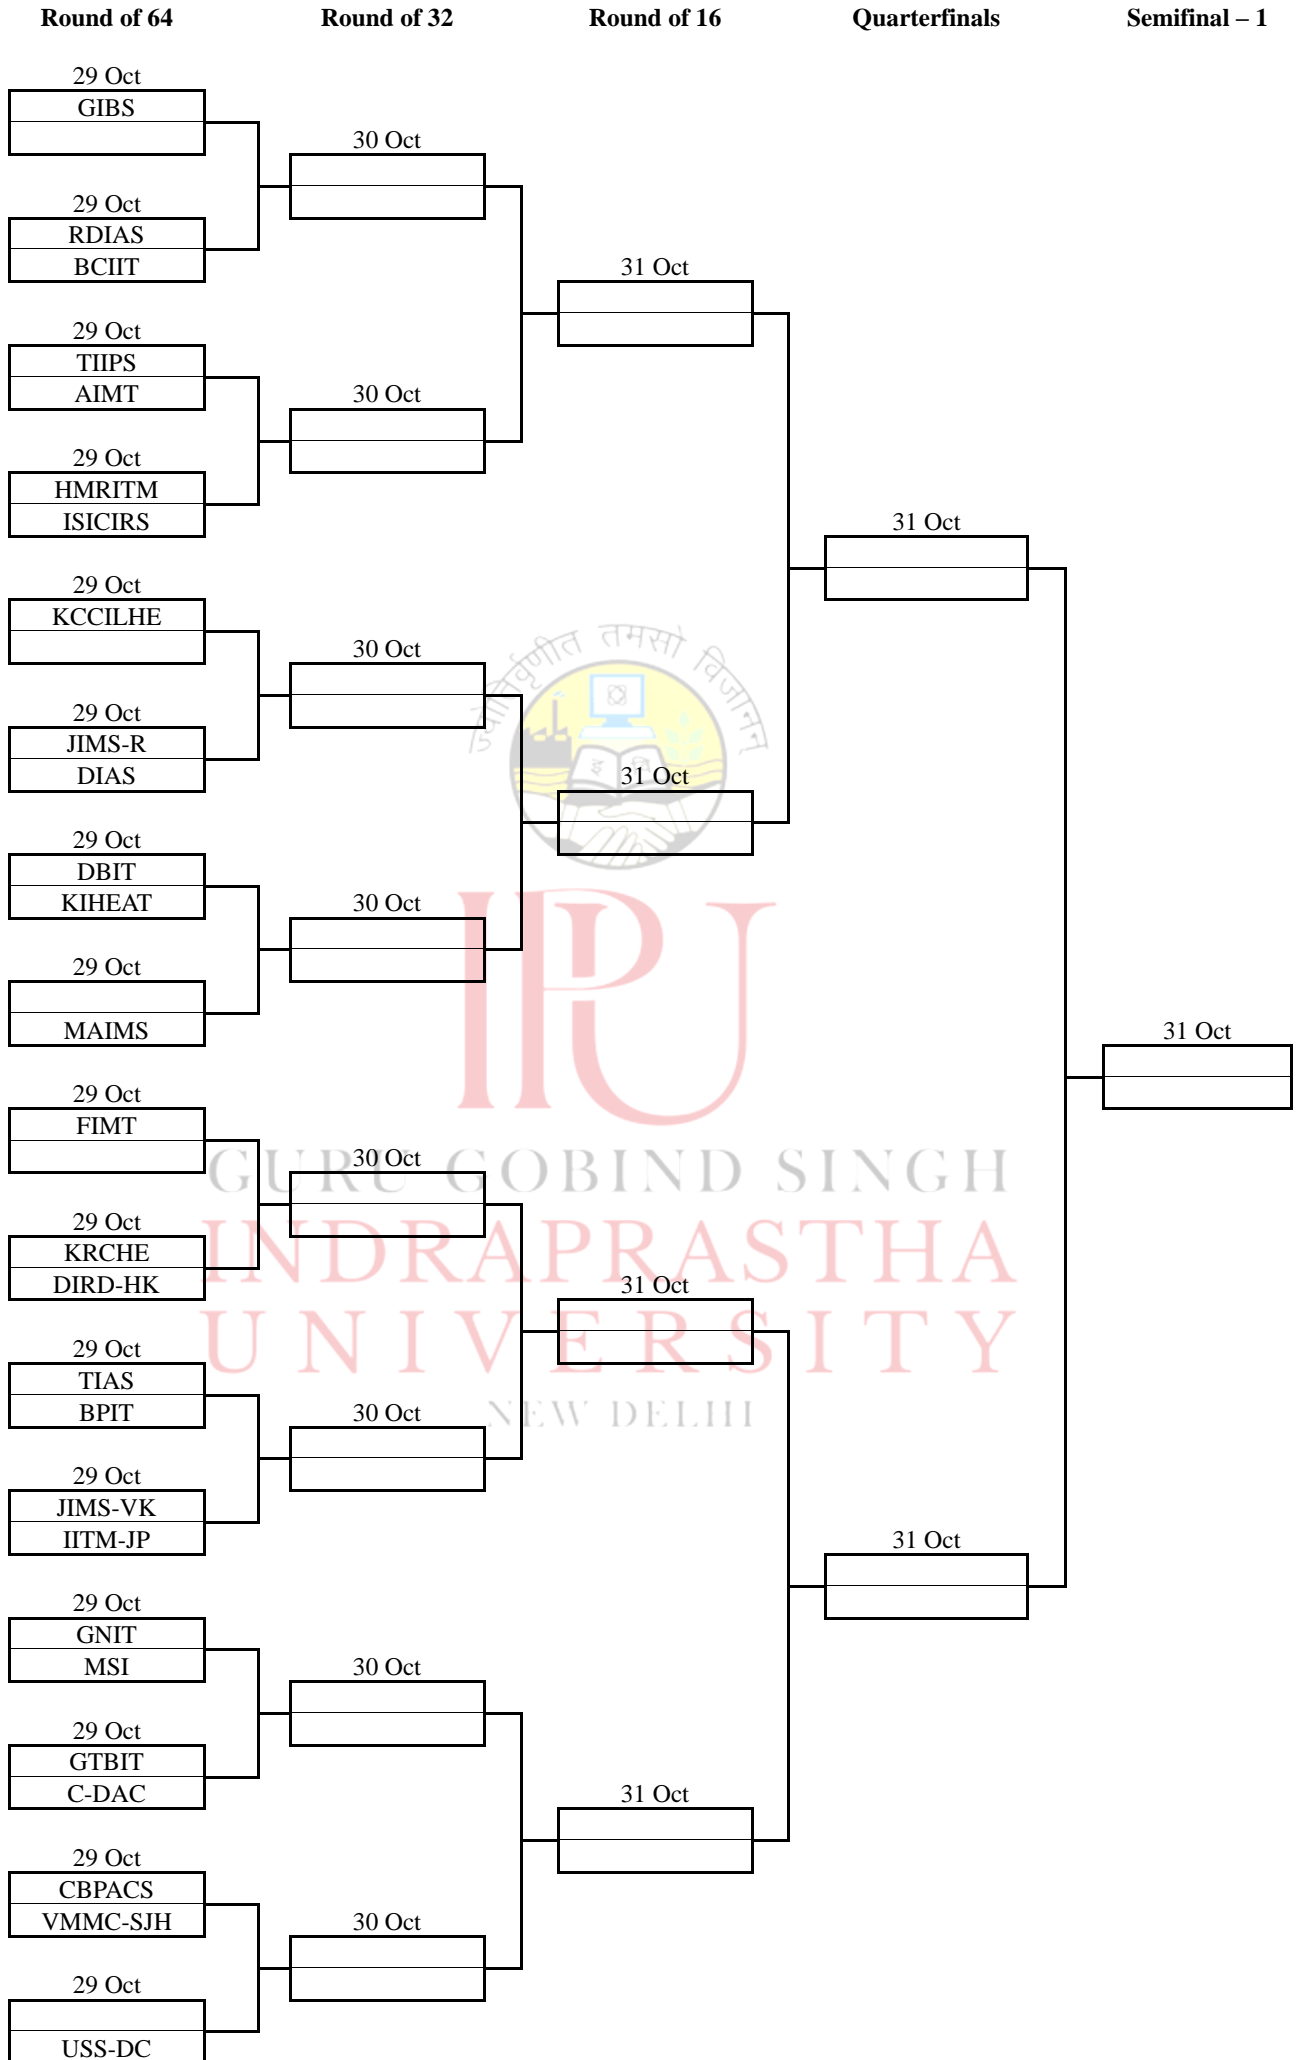 Round of 64 Round of 32 Round of 16 Quarterfinals Semifinal – 1
29 Oct
GIBS
30 Oct
29 Oct
RDIAS
BCIIT
31 Oct
29 Oct
TIIPS
AIMT
30 Oct
29 Oct
HMRITM
ISICIRS
31 Oct
29 Oct
KCCILHE
30 Oct
29 Oct
JIMS-R
DIAS
31 Oct
29 Oct
DBIT
KIHEAT
30 Oct
29 Oct
MAIMS
31 Oct
29 Oct
FIMT
30 Oct
29 Oct
KRCHE
DIRD-HK
31 Oct
29 Oct
TIAS
BPIT
30 Oct
29 Oct
JIMS-VK
IITM-JP
31 Oct
29 Oct
GNIT
MSI
30 Oct
29 Oct
GTBIT
C-DAC
31 Oct
29 Oct
CBPACS
VMMC-SJH
30 Oct
29 Oct
USS-DC
तमसो
IPU
GURU GOBIND SINGH
INDRAPRASTHA
UNIVERSITY
NEW DELHI